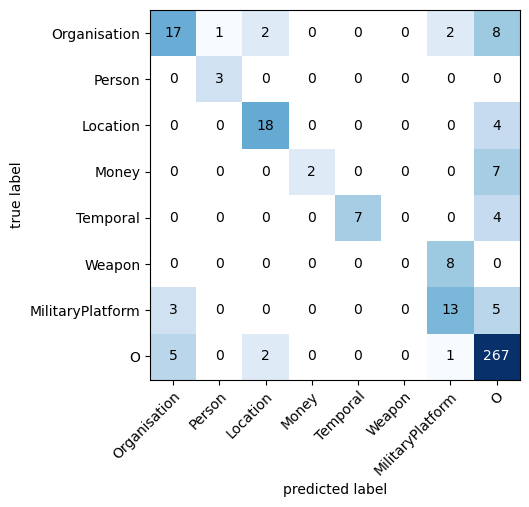 true label
Organisation 17 1 2 0 0 0 2 8
Person 0 3 0 0 0 0 0 0
Location 0 0 18 0 0 0 0 4
Money 0 0 0 2 0 0 0 7
Temporal 0 0 0 0 7 0 0 4
Weapon 0 0 0 0 0 0 8 0
MilitaryPlatform 3 0 0 0 0 0 13 5
O 5 0 2 0 0 0 1 267
Organisation Person Location Money Temporal Weapon MilitaryPlatform O
predicted label